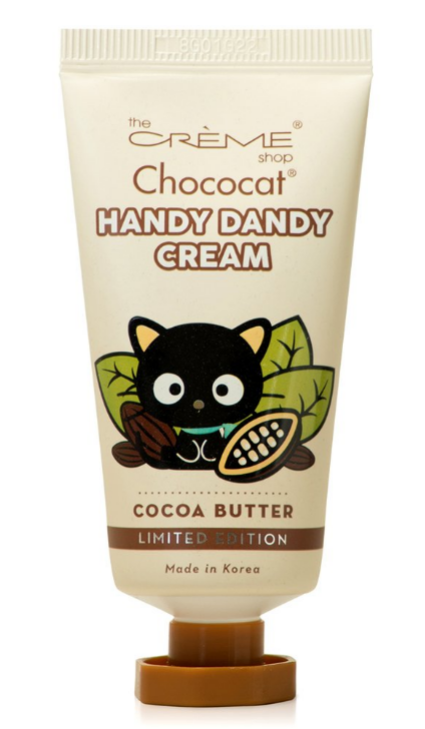 the
CRÈME®
shop
Chococat®
HANDY DANDY
CREAM
COCOA BUTTER
LIMITED EDITION
Made in Korea